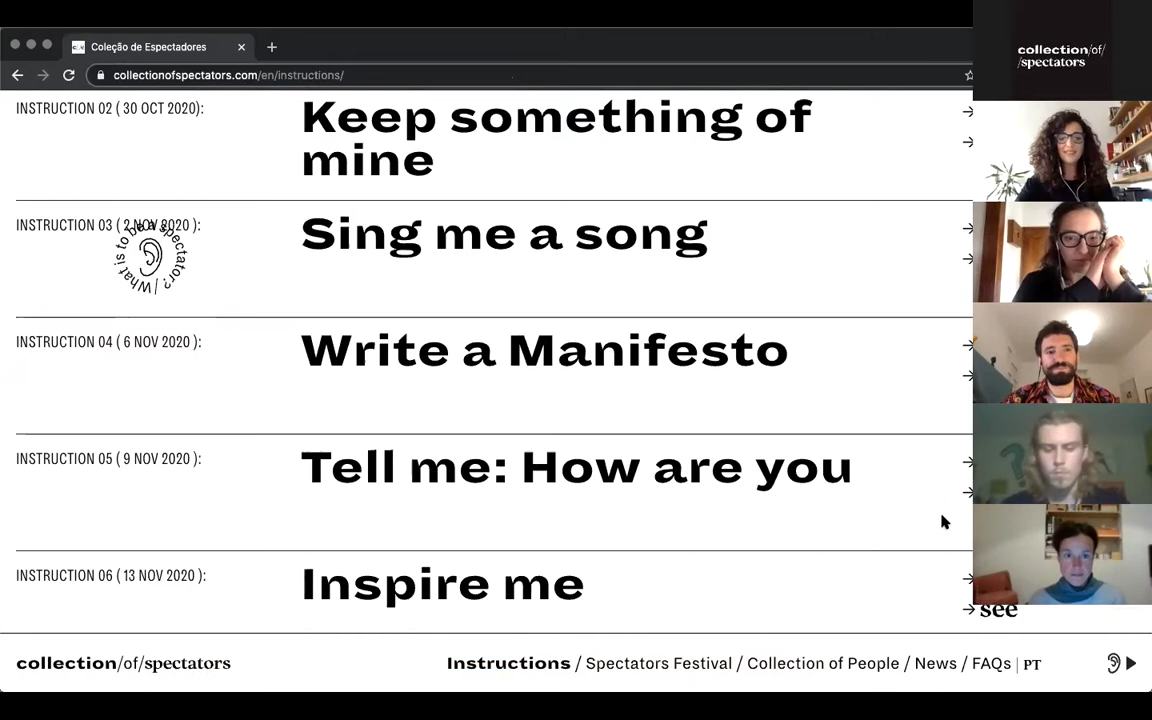 Coleção de Espectadores
collectionofspectators.com/en/instructions/
collection/of/
/spectators
INSTRUCTION 02 ( 30 OCT 2020):
Keep something of
mine
INSTRUCTION 03 ( 2 NOV 2020 ):
Sing me a song
What is to be a spectator? /
INSTRUCTION 04 ( 6 NOV 2020 ):
Write a Manifesto
INSTRUCTION 05 ( 9 NOV 2020 ):
Tell me: How are you
INSTRUCTION 06 ( 13 NOV 2020 ):
Inspire me
see
collection/of/spectators
Instructions / Spectators Festival / Collection of People / News / FAQs | PT